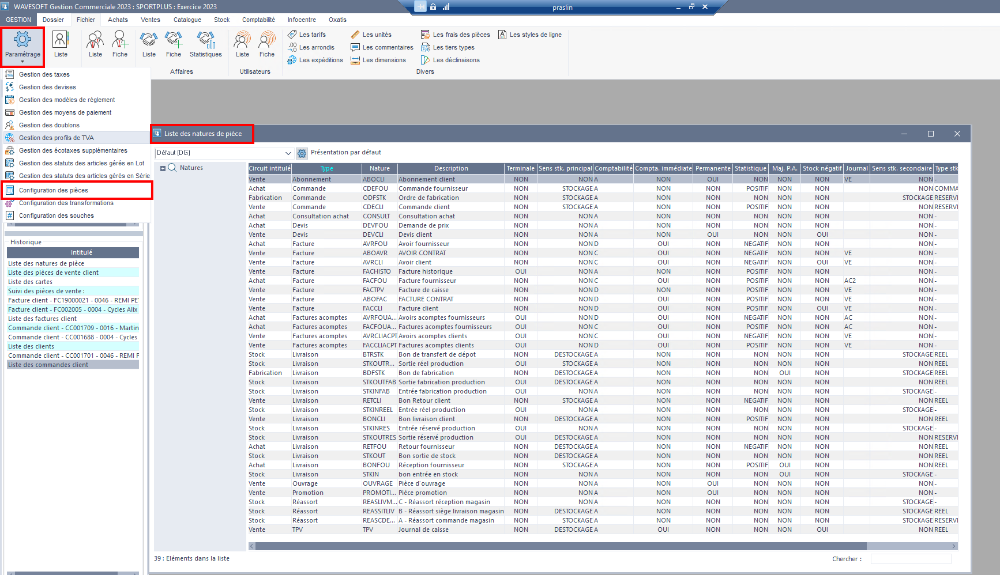 WAVESOFT Gestion Commerciale 2023 : SPORTPLUS : Exercice 2023
praslin
GESTION Dossier Fichier Achats Ventes Catalogue Stock Comptabilité Infocentre Oxatis
Paramétrage Liste Liste Fiche Liste Fiche Statistiques Liste Fiche
Les tarifs Les unités Les frais des pièces Les styles de ligne
Les arrondis Les commentaires Les tiers types
Les expéditions Les dimensions Les déclinaisons
Affaires Utilisateurs Divers
Gestion des taxes
Gestion des devises
Gestion des modèles de règlement
Gestion des moyens de paiement
Gestion des doublons
Gestion des profils de TVA
Gestion des écotaxes supplémentaires
Gestion des statuts des articles gérés en Lot
Gestion des statuts des articles gérés en Série
Configuration des pièces
Configuration des transformations
Configuration des souches
Historique
Intitulé
Liste des natures de pièce
Liste des pièces de vente client
Liste des cartes
Suivi des pièces de vente :
Facture client - FC19000021 - 0046 - REMI PE
Facture client - FC002005 - 0004 - Cycles Alix
Liste des factures client
Commande client - CC001709 - 0016 - Martin
Commande client - CC001688 - 0004 - Cycles
Liste des clients
Commande client - CC001701 - 0046 - REMI P
Liste des commandes client
Liste des natures de pièce
Défaut (DG) Présentation par défaut
Natures
Circuit intitulé Type Nature Description Terminale Sens stk. principal Comptabilité Compta. immédiate Permanente Statistique Maj. P.A. Stock négatif Journal Sens stk. secondaire Type stk
Vente Abonnement ABOCLI Abonnement client NON NON A NON OUI NON NON NON VE NON -
Achat Commande CDEFOU Commande fournisseur NON STOCKAGE A NON NON POSITIF NON NON NON COMMA
Fabrication Commande ODFSTK Ordre de fabrication NON STOCKAGE A NON NON NON NON NON STOCKAGE RESERVI
Vente Commande CDECLI Commande client NON STOCKAGE A NON NON POSITIF NON NON NON RESERVI
Achat Consultation achat CONSULT Consultation achat NON NON A NON NON NON NON NON NON -
Achat Devis DEVFOU Demande de prix NON NON A NON NON NON NON NON NON -
Vente Devis DEVCLI Devis client NON NON A NON OUI NON NON OUI NON -
Achat Facture AVRFOU Avoir fournisseur NON NON D OUI NON NEGATIF NON NON NON -
Vente Facture ABOAVR AVOIR CONTRAT NON NON C OUI NON NEGATIF NON NON VE NON -
Vente Facture AVRCLI Avoir client NON NON C OUI NON NEGATIF NON OUI VE NON -
Vente Facture FACHISTO Facture historique OUI NON A NON NON POSITIF NON NON NON -
Achat Facture FACFOU Facture fournisseur NON NON C OUI NON POSITIF NON NON AC2 NON -
Vente Facture FACTPV Facture de caisse NON NON D NON NON POSITIF NON NON VE NON -
Vente Facture ABOFAC FACTURE CONTRAT NON NON D OUI NON POSITIF NON NON VE NON -
Vente Facture FACCLI Facture client NON NON D OUI NON POSITIF NON OUI VE NON -
Achat Factures acomptes AVRFOUA... Avoirs acomptes fournisseurs OUI NON D OUI NON NEGATIF NON NON AC NON -
Achat Factures acomptes FACFOUA... Factures acomptes fournisseurs OUI NON C OUI NON POSITIF NON NON AC NON -
Vente Factures acomptes AVRCLIACPT Avoirs acomptes clients OUI NON C OUI NON NEGATIF NON NON VE NON -
Vente Factures acomptes FACCLIACPT Factures acomptes clients OUI NON D OUI NON POSITIF NON NON VE NON -
Stock Livraison BTRSTK Bon de transfert de dépot NON DESTOCKAGE A NON NON NON NON NON STOCKAGE REEL
Stock Livraison STKOUTR... Sortie réel production OUI STOCKAGE A NON NON NON NON NON NON REEL
Fabrication Livraison BDFSTK Bon de fabrication NON DESTOCKAGE A NON NON NON OUI NON STOCKAGE REEL
Stock Livraison STKOUTFAB Sortie fabrication production OUI DESTOCKAGE A NON NON NON NON NON NON REEL
Stock Livraison STKINFAB Entrée fabrication production OUI NON A NON NON NON NON NON STOCKAGE -
Vente Livraison RETCLI Bon Retour client NON STOCKAGE A NON NON NEGATIF NON NON NON REEL
Stock Livraison STKINREEL Entrée réel production OUI NON A NON NON NON NON NON STOCKAGE -
Vente Livraison BONCLI Bon livraison client NON DESTOCKAGE A NON NON POSITIF NON NON NON REEL
Stock Livraison STKINRES Entrée réservé production OUI NON A NON NON NON NON NON STOCKAGE -
Stock Livraison STKOUTRES Sortie réservé production OUI DESTOCKAGE A NON NON NON NON NON NON RESERVI
Achat Livraison RETFOU Retour fournisseur NON DESTOCKAGE A NON NON NEGATIF NON NON NON REEL
Stock Livraison STKOUT Bon sortie de stock NON DESTOCKAGE A NON NON NON NON NON NON REEL
Achat Livraison BONFOU Réception fournisseur NON STOCKAGE A NON NON POSITIF OUI NON NON REEL
Stock Livraison STKIN bon entrée en stock NON NON A NON NON NON OUI NON STOCKAGE -
Vente Ouvrage OUVRAGE Pièce d'ouvrage NON NON A NON OUI NON NON NON NON -
Vente Promotion PROMOTI... Pièce promotion NON NON A NON OUI NON NON NON NON -
Stock Réassort REASLIVM... C - Réassort réception magasin NON NON A NON NON NON NON NON STOCKAGE -
Stock Réassort REASSITLIV B - Réassort siège livraison magasin NON DESTOCKAGE A NON NON NON NON NON STOCKAGE REEL
Stock Réassort REASCDE... A - Réassort commande magasin NON STOCKAGE A NON NON NON NON NON STOCKAGE RESERVI
Vente TPV TPV Journal de caisse NON DESTOCKAGE A OUI NON NON NON OUI NON REEL
39 : Eléments dans la liste Chercher :